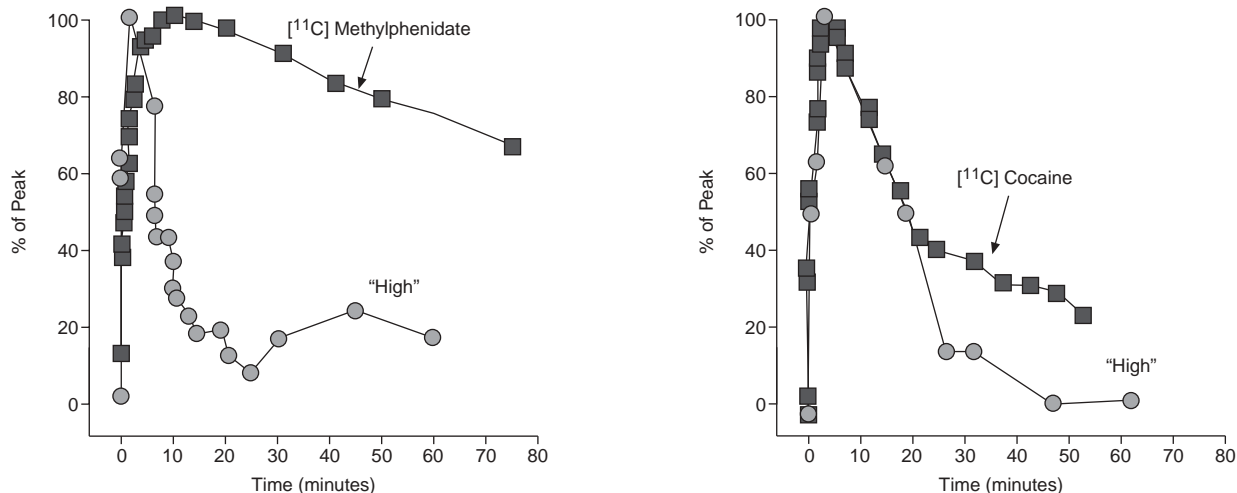 100
80
60
40
20
0
% of Peak
[¹¹C] Methylphenidate
“High”
0 10 20 30 40 50 60 70 80
Time (minutes)
100
80
60
40
20
0
% of Peak
[¹¹C] Cocaine
“High”
0 10 20 30 40 50 60 70 80
Time (minutes)